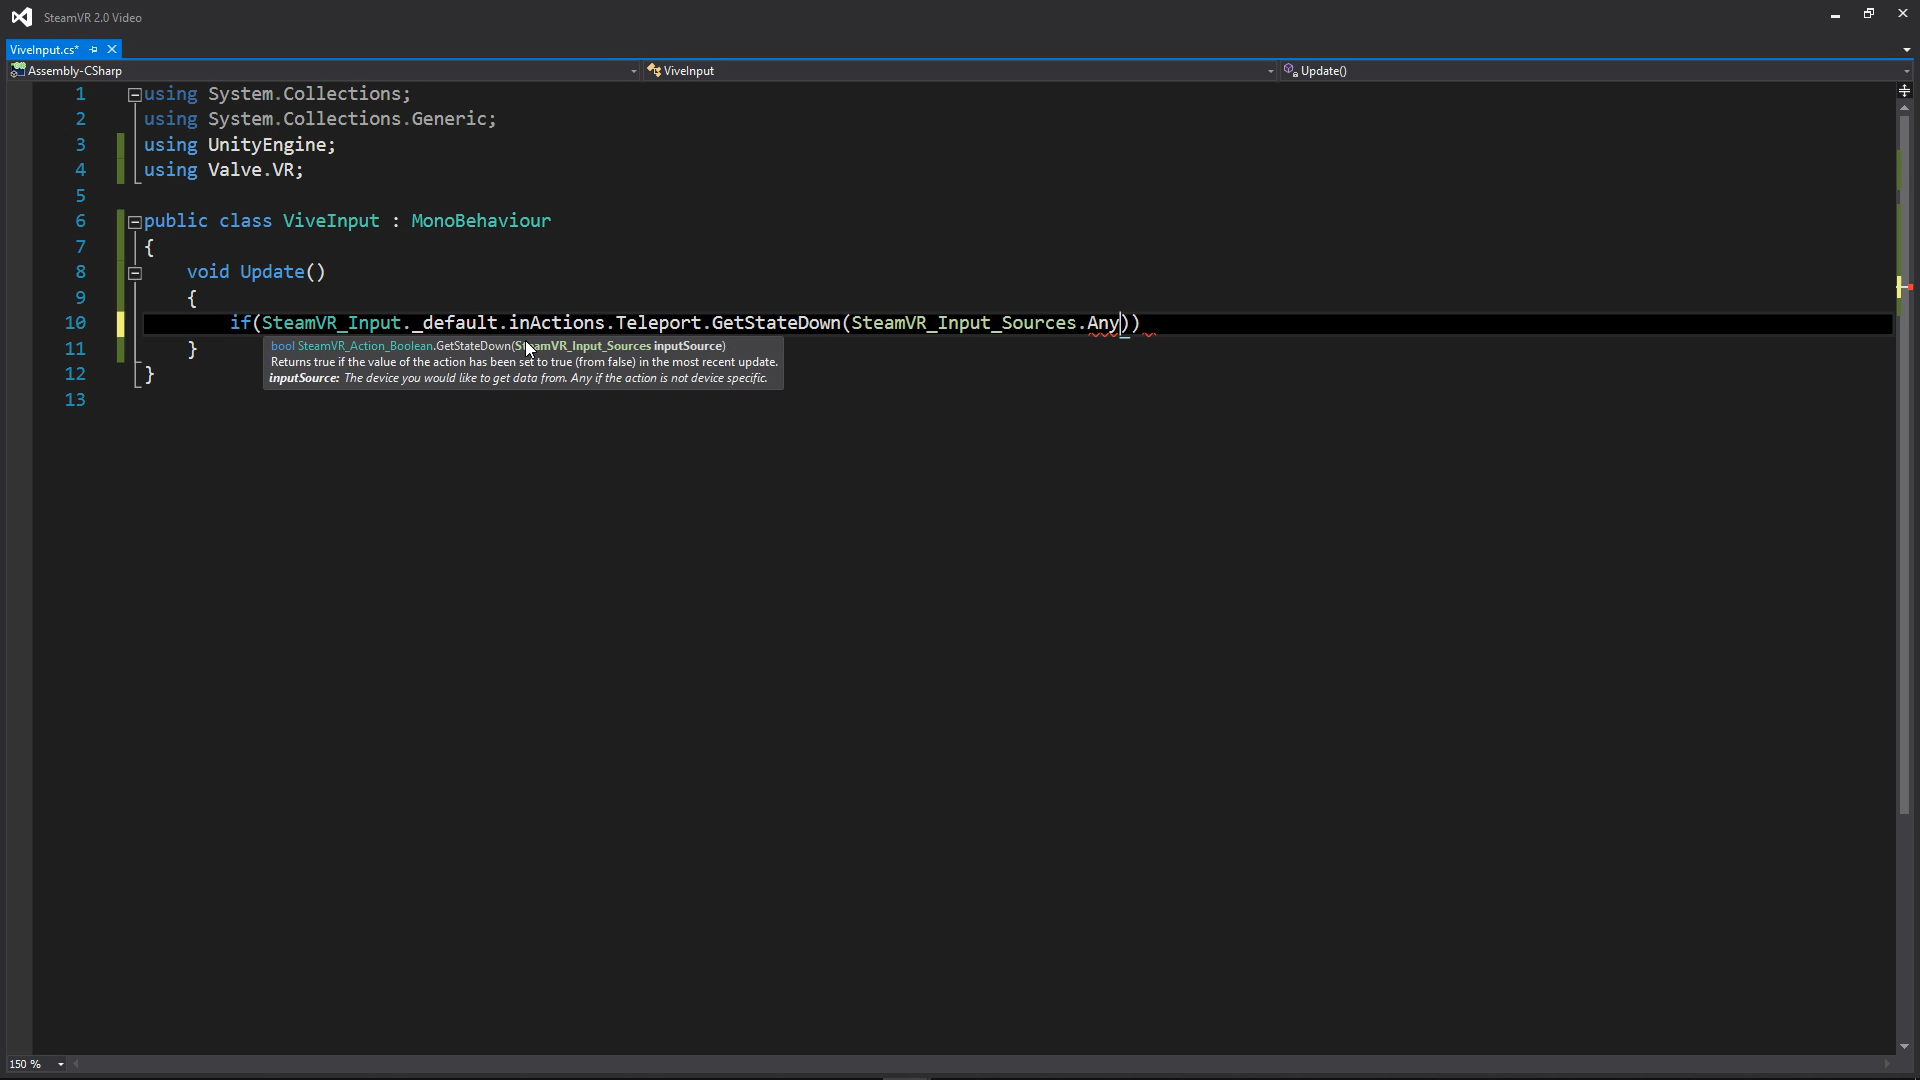 SteamVR 2.0 Video
ViveInput.cs*
Assembly-CSharp ViveInput Update()
1 using System.Collections;
2 using System.Collections.Generic;
3 using UnityEngine;
4 using Valve.VR;
5
6 public class ViveInput : MonoBehaviour
7 {
8 void Update()
9 {
10 if(SteamVR_Input._default.inActions.Teleport.GetStateDown(SteamVR_Input_Sources.Any))
11 }
bool SteamVR_Action_Boolean.GetStateDown(SteamVR_Input_Sources inputSource)
Returns true if the value of the action has been set to true (from false) in the most recent update.
inputSource: The device you would like to get data from. Any if the action is not device specific.
12 }
13
150 %